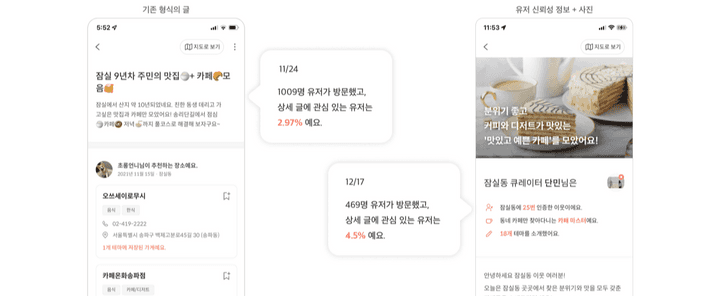 기존 형식의 글
5:52
지도로 보기
잠실 9년차 주민의 맛집🍚+ 카페🥐모
음🍰
잠실에서 산지 약 10년되었네요. 친한 동생 데리고 가
고싶은 맛집과 카페만 모았어요! 송리단길에서 점심
카페 저녁 까지 풀코스로 해결해 보자구요~
초롱언니님이 추천하는 장소예요.
2021년 11월 15일 · 잠실동
오쓰세이로무시
음식 한식
02-419-2222
서울특별시 송파구 백제고분로45길 30 (송파동)
1개 테마에 저장된 가게예요.
카페온화송파점
음식 카페/디저트
11/24
1009명 유저가 방문했고,
상세 글에 관심 있는 유저는
2.97% 예요.
12/17
469명 유저가 방문했고,
상세 글에 관심 있는 유저는
4.5% 예요.
유저 신뢰성 정보 + 사진
11:53
지도로 보기
분위기 좋고
커피와 디저트가 맛있는
'맛있고 예쁜 카페'를 모았어요!
잠실동 큐레이터 단민님은
잠실동에 25번 인증한 이웃이에요.
동네 카페만 찾아다니는 카페 마스터예요.
18개 테마를 소개했어요.
안녕하세요 잠실동 이웃 여러분!
오늘은 잠실동 곳곳에서 찾은 분위기와 맛을 모두 갖춘